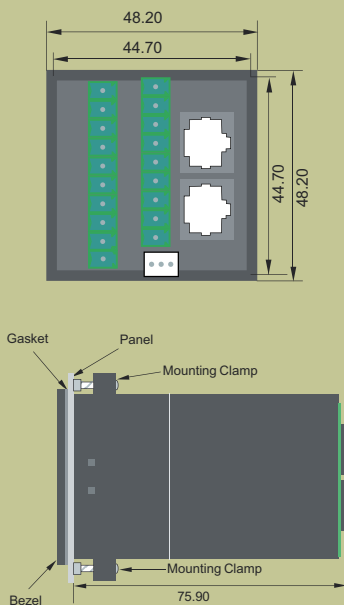 48.20
44.70
44.70
48.20
Gasket
Panel
Mounting Clamp
Mounting Clamp
Bezel
75.90